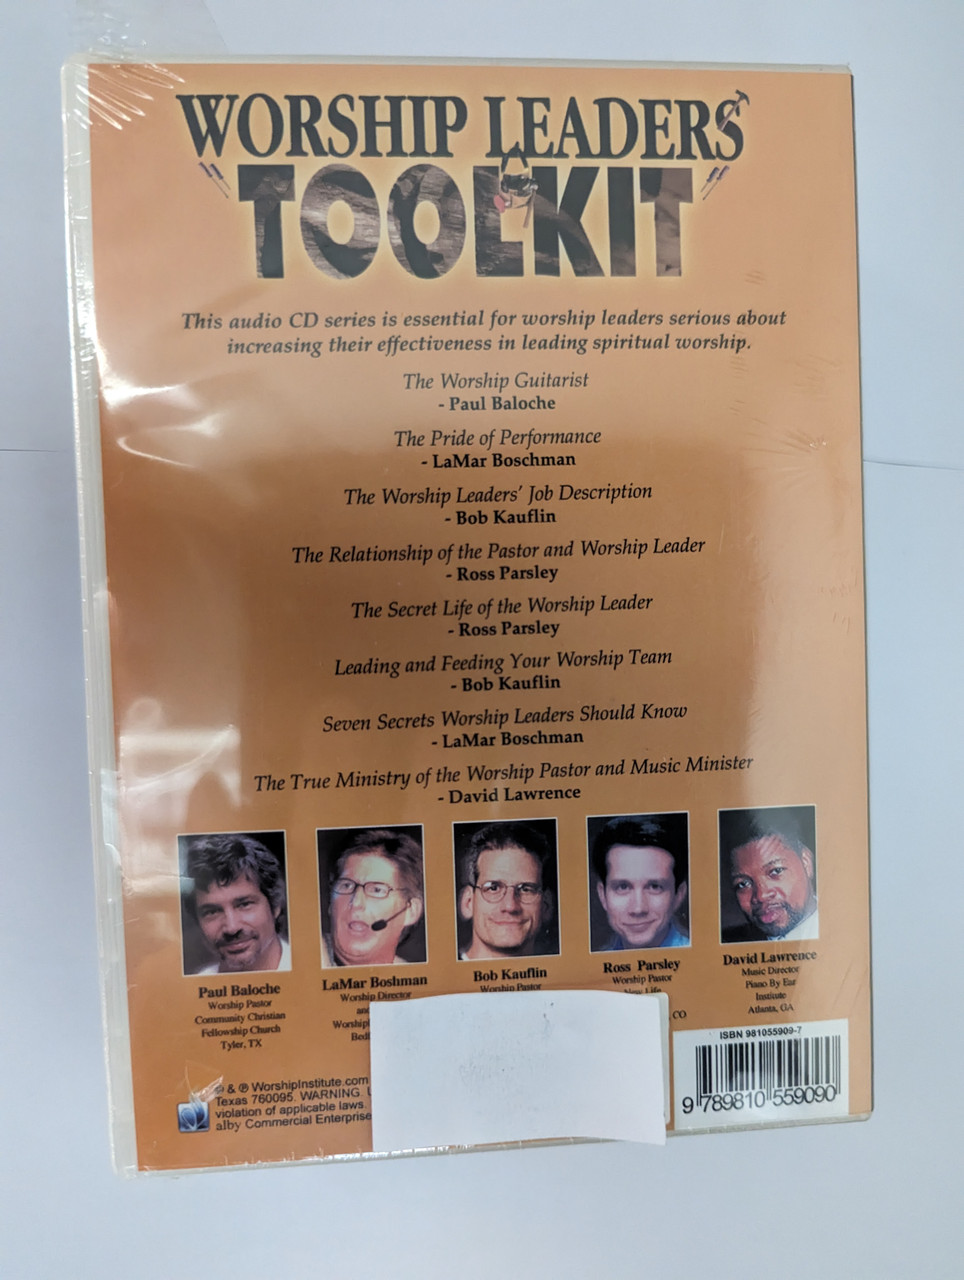 WORSHIP LEADERS
TOOLKIT
This audio CD series is essential for worship leaders serious about
increasing their effectiveness in leading spiritual worship.
The Worship Guitarist
- Paul Baloche
The Pride of Performance
- LaMar Boschman
The Worship Leaders' Job Description
- Bob Kauflin
The Relationship of the Pastor and Worship Leader
- Ross Parsley
The Secret Life of the Worship Leader
- Ross Parsley
Leading and Feeding Your Worship Team
- Bob Kauflin
Seven Secrets Worship Leaders Should Know
- LaMar Boschman
The True Ministry of the Worship Pastor and Music Minister
- David Lawrence
Paul Baloche
Worship Pastor
Community Christian
Fellowship Church
Tyler, TX
LaMar Boshman
Worship Director
and
Bob Kauflin
Worship Pastor
Ross Parsley
Worship Pastor
New Life
, CO
David Lawrence
Music Director
Piano By Ear
Institute
Atlanta, GA
© & ℗ WorshipInstitute.com
Texas 760095. WARNING.
violation of applicable laws.
alby Commercial Enterprise
ISBN 981055909-7
9 789810 559090